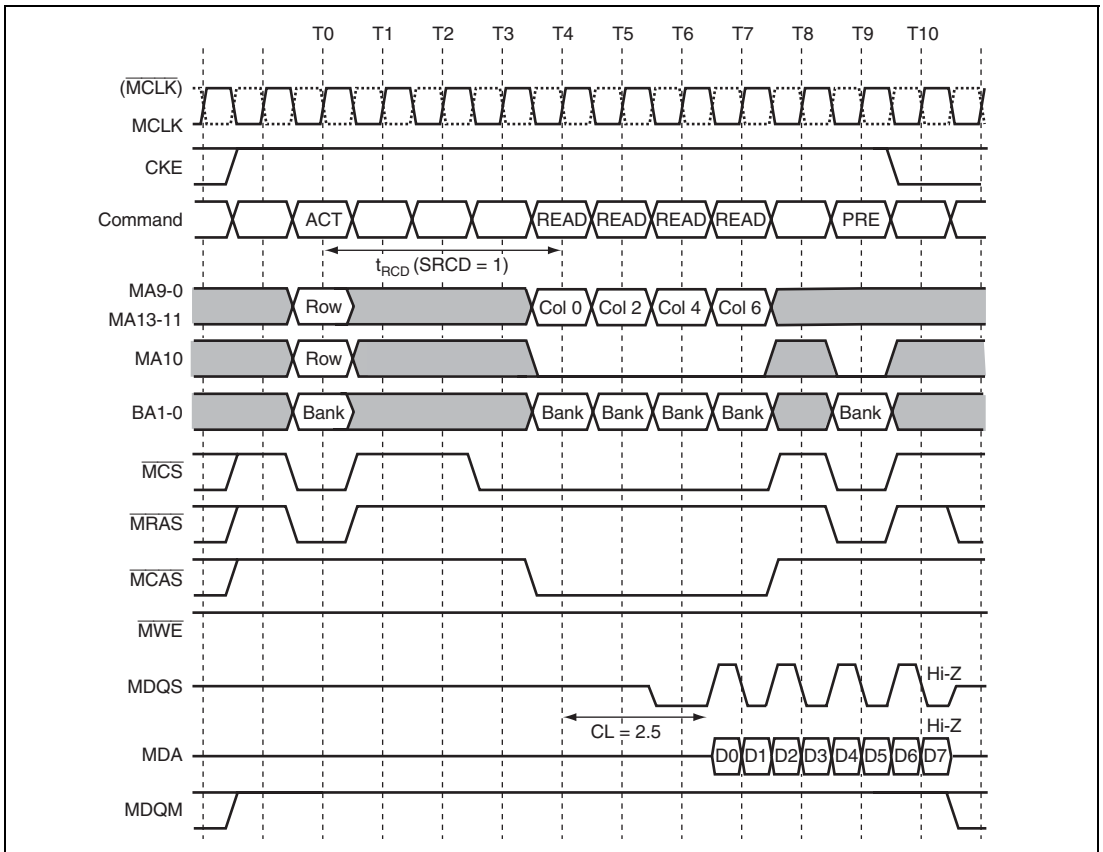 T0 T1 T2 T3 T4 T5 T6 T7 T8 T9 T10
(MCLK)
MCLK
CKE
Command ACT READ READ READ READ PRE
tRCD (SRCD = 1)
MA9-0
MA13-11
Row Col 0 Col 2 Col 4 Col 6
MA10 Row
BA1-0 Bank Bank Bank Bank Bank Bank
MCS
MRAS
MCAS
MWE
MDQS Hi-Z
CL = 2.5
Hi-Z
MDA D0 D1 D2 D3 D4 D5 D6 D7
MDQM